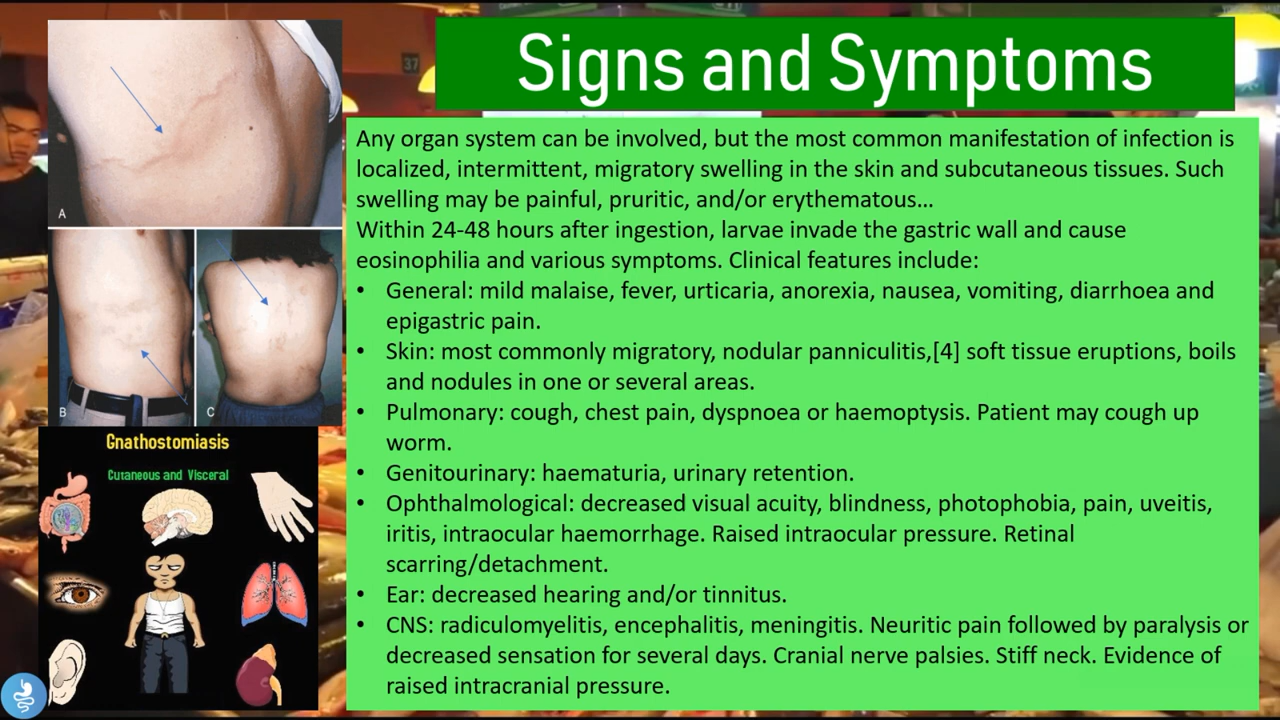 Signs and Symptoms
37
Any organ system can be involved, but the most common manifestation of infection is
localized, intermittent, migratory swelling in the skin and subcutaneous tissues. Such
swelling may be painful, pruritic, and/or erythematous...
Within 24-48 hours after ingestion, larvae invade the gastric wall and cause
eosinophilia and various symptoms. Clinical features include:
• General: mild malaise, fever, urticaria, anorexia, nausea, vomiting, diarrhoea and
epigastric pain.
• Skin: most commonly migratory, nodular panniculitis,[4] soft tissue eruptions, boils
and nodules in one or several areas.
• Pulmonary: cough, chest pain, dyspnoea or haemoptysis. Patient may cough up
worm.
• Genitourinary: haematuria, urinary retention.
• Ophthalmological: decreased visual acuity, blindness, photophobia, pain, uveitis,
iritis, intraocular haemorrhage. Raised intraocular pressure. Retinal
scarring/detachment.
• Ear: decreased hearing and/or tinnitus.
• CNS: radiculomyelitis, encephalitis, meningitis. Neuritic pain followed by paralysis or
decreased sensation for several days. Cranial nerve palsies. Stiff neck. Evidence of
raised intracranial pressure.
A
B
C
Gnathostomiasis
Cutaneous and Visceral